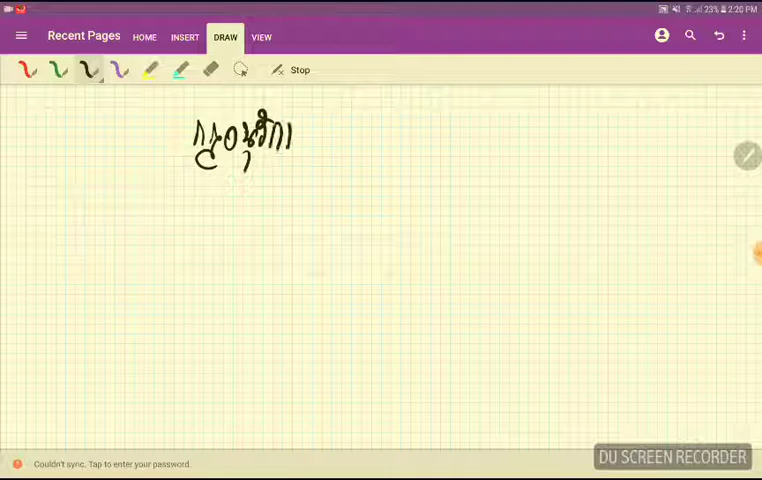 23% 2:20 PM
Recent Pages HOME INSERT DRAW VIEW
Stop
Couldn't sync. Tap to enter your password.
DU SCREEN RECORDER